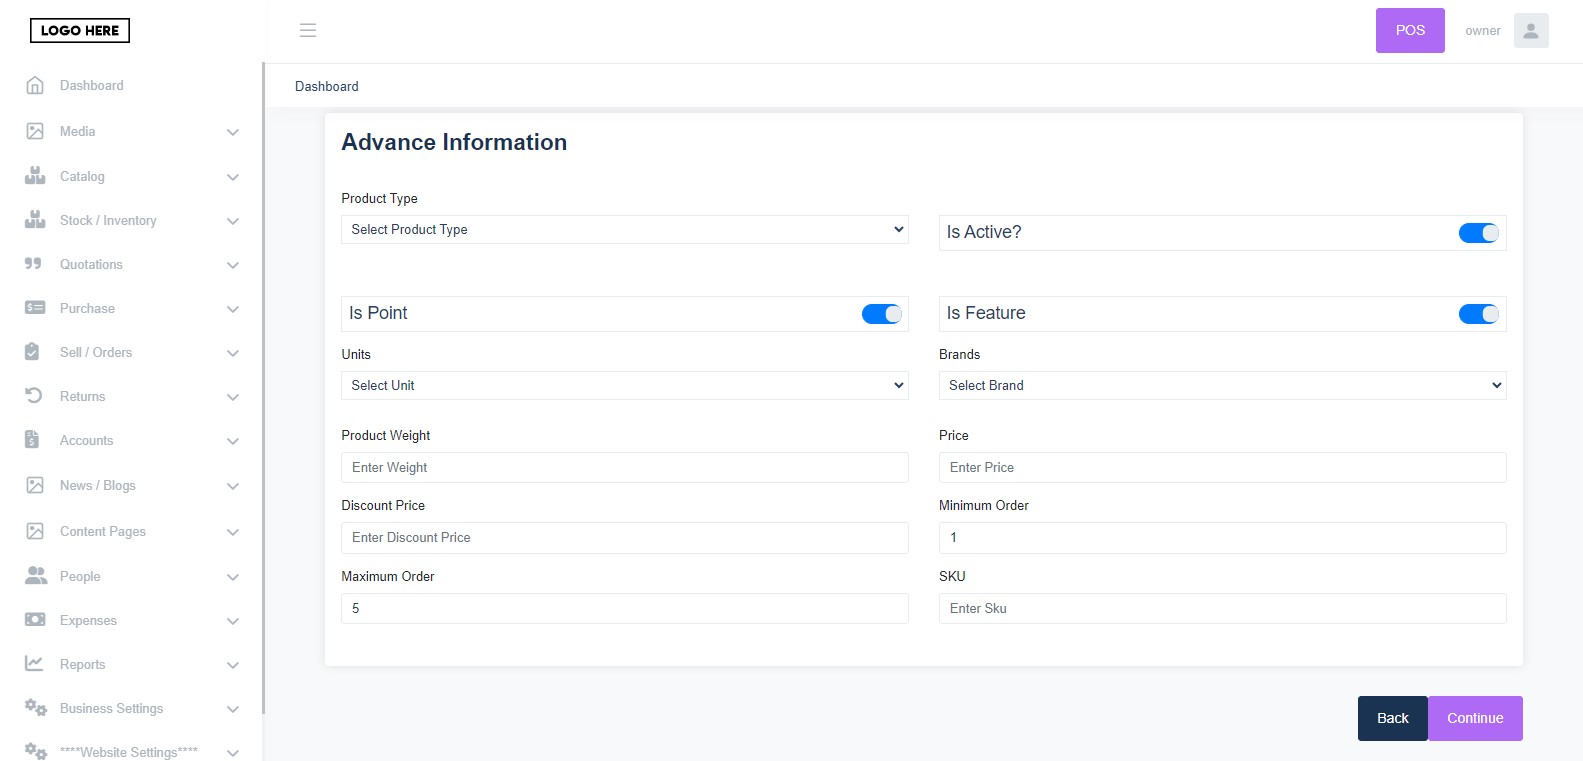 LOGO HERE
POS
owner
Dashboard
Dashboard
Media
Catalog
Stock / Inventory
Quotations
Purchase
Sell / Orders
Returns
Accounts
News / Blogs
Content Pages
People
Expenses
Reports
Business Settings
****Website Settings****
Advance Information
Product Type
Select Product Type
Is Active?
Is Point
Is Feature
Units
Brands
Select Unit
Select Brand
Product Weight
Price
Enter Weight
Enter Price
Discount Price
Minimum Order
Enter Discount Price
1
Maximum Order
SKU
5
Enter Sku
Back
Continue